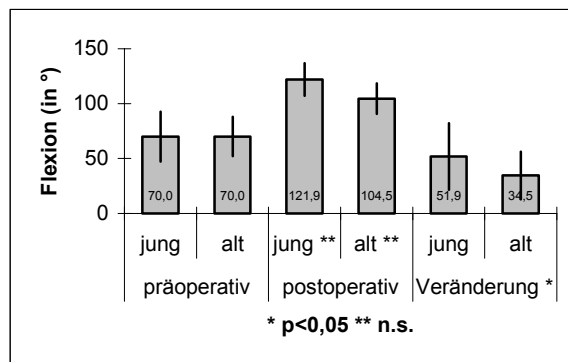 Flexion (in °)
150
100
50
0
70,0 70,0 121,9 104,5 51,9 34,5
jung alt jung ** alt ** jung alt
präoperativ postoperativ Veränderung *
* p<0,05 ** n.s.